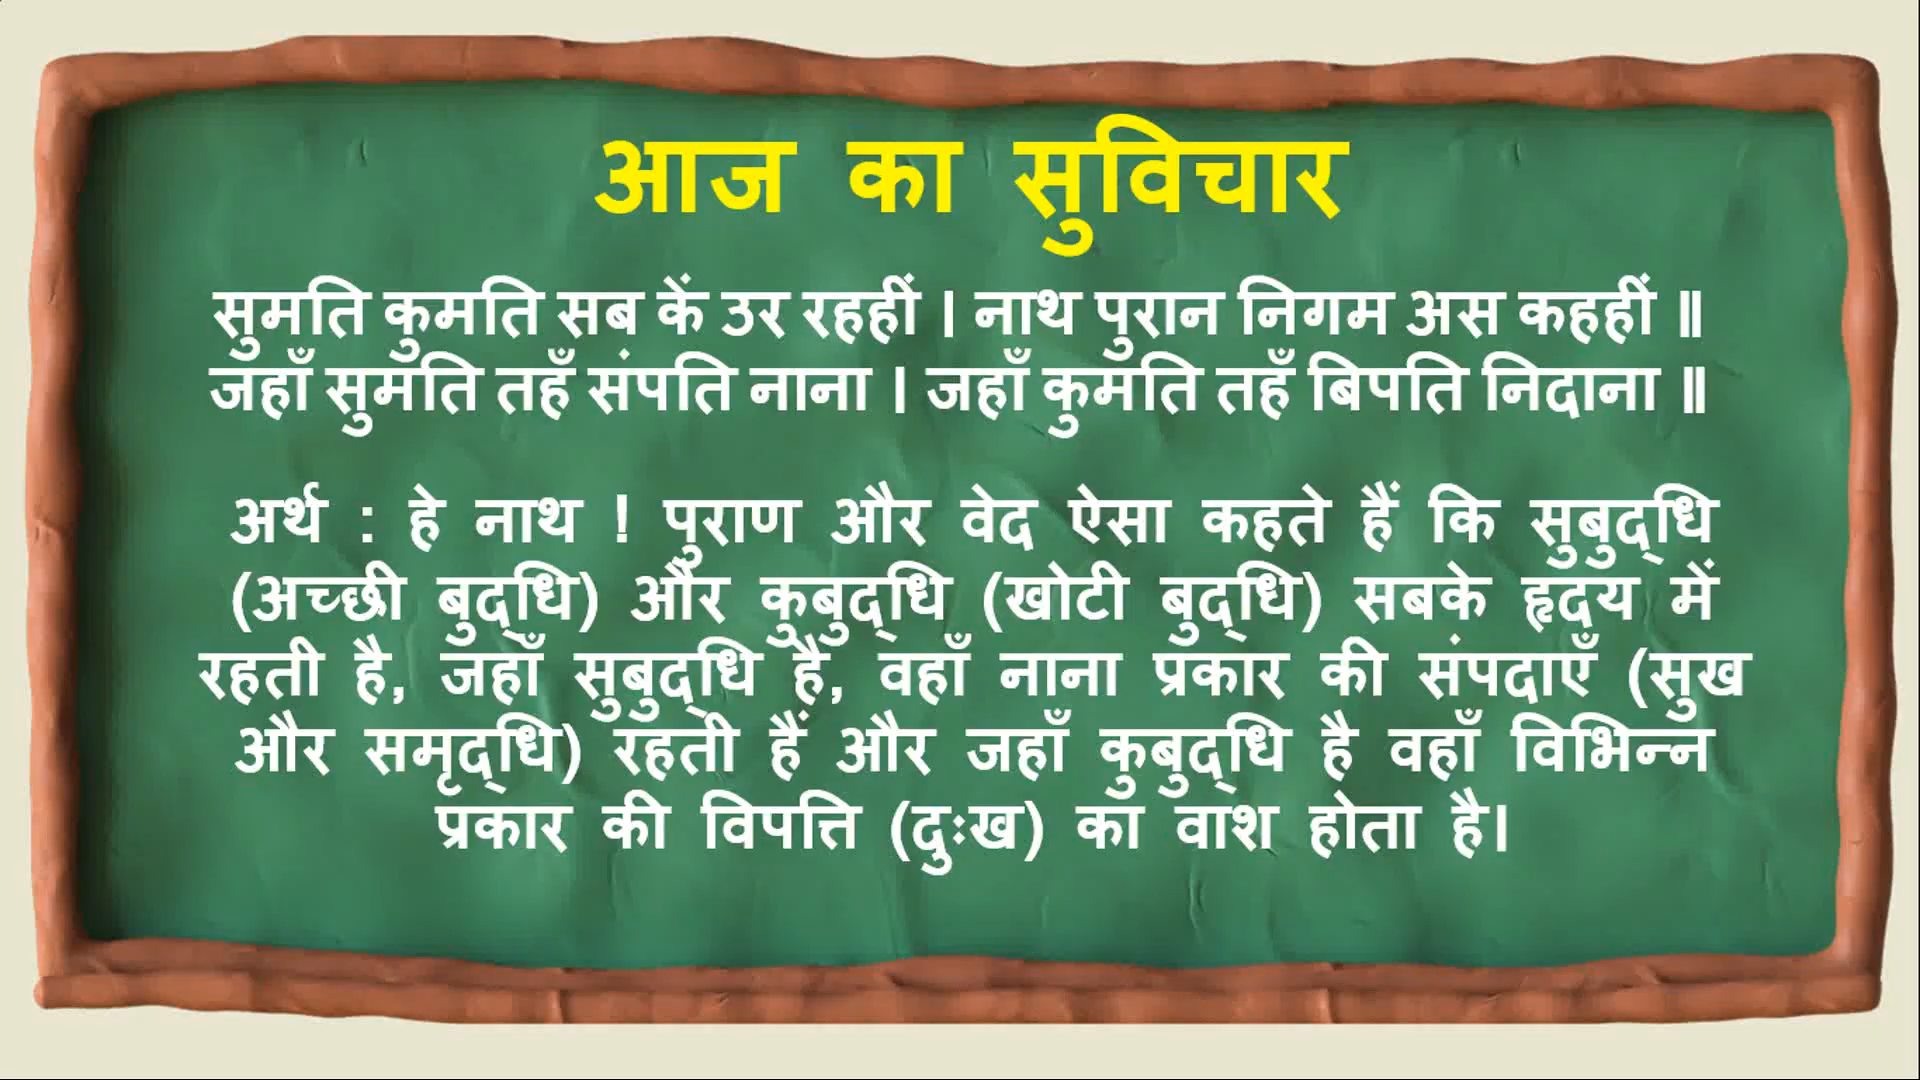 आज का सुविचार
सुमति कुमति सब कें उर रहहीं । नाथ पुरान निगम अस कहहीं ॥
जहाँ सुमति तहँ संपति नाना । जहाँ कुमति तहँ बिपति निदाना ॥
अर्थ : हे नाथ ! पुराण और वेद ऐसा कहते हैं कि सुबुद्धि
(अच्छी बुद्धि) और कुबुद्धि (खोटी बुद्धि) सबके हृदय में
रहती है, जहाँ सुबुद्धि है, वहाँ नाना प्रकार की संपदाएँ (सुख
और समृद्धि) रहती हैं और जहाँ कुबुद्धि है वहाँ विभिन्न
प्रकार की विपत्ति (दुःख) का वाश होता है।